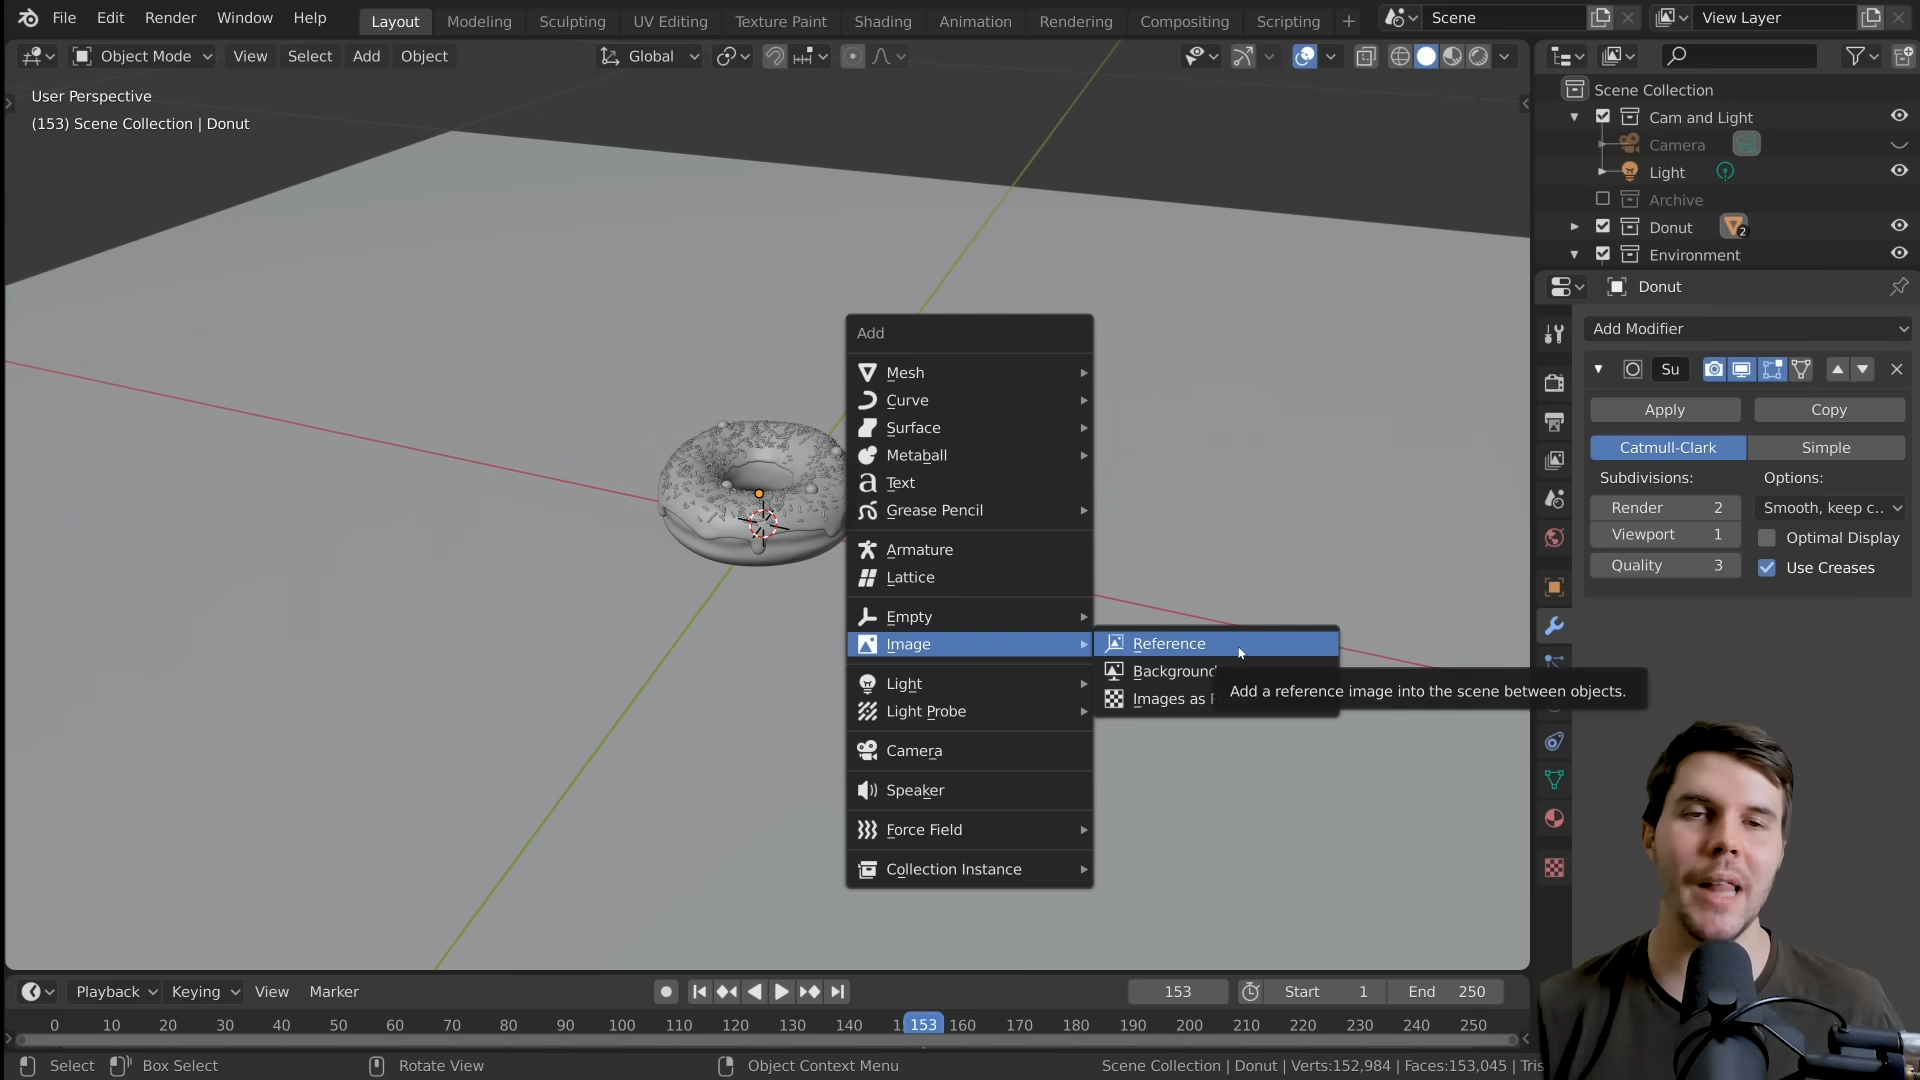 File Edit Render Window Help
Layout Modeling Sculpting UV Editing Texture Paint Shading Animation Rendering Compositing Scripting +
Scene
View Layer
Object Mode View Select Add Object
Global
User Perspective
(153) Scene Collection | Donut
Scene Collection
Cam and Light
Camera
Light
Archive
Donut 2
Environment
Donut
Add Modifier
Su
Apply Copy
Catmull-Clark Simple
Subdivisions: Options:
Render 2 Smooth, keep c..
Viewport 1 Optimal Display
Quality 3 Use Creases
Add
Mesh
Curve
Surface
Metaball
Text
Grease Pencil
Armature
Lattice
Empty
Image
Light
Light Probe
Camera
Speaker
Force Field
Collection Instance
Reference
Background
Images as
Add a reference image into the scene between objects.
Playback Keying View Marker
153 Start 1 End 250
0 10 20 30 40 50 60 70 80 90 100 110 120 130 140 153 160 170 180 190 200 210 220 230 240 250
Select Box Select Rotate View Object Context Menu
Scene Collection | Donut | Verts:152,984 | Faces:153,045 | Tris